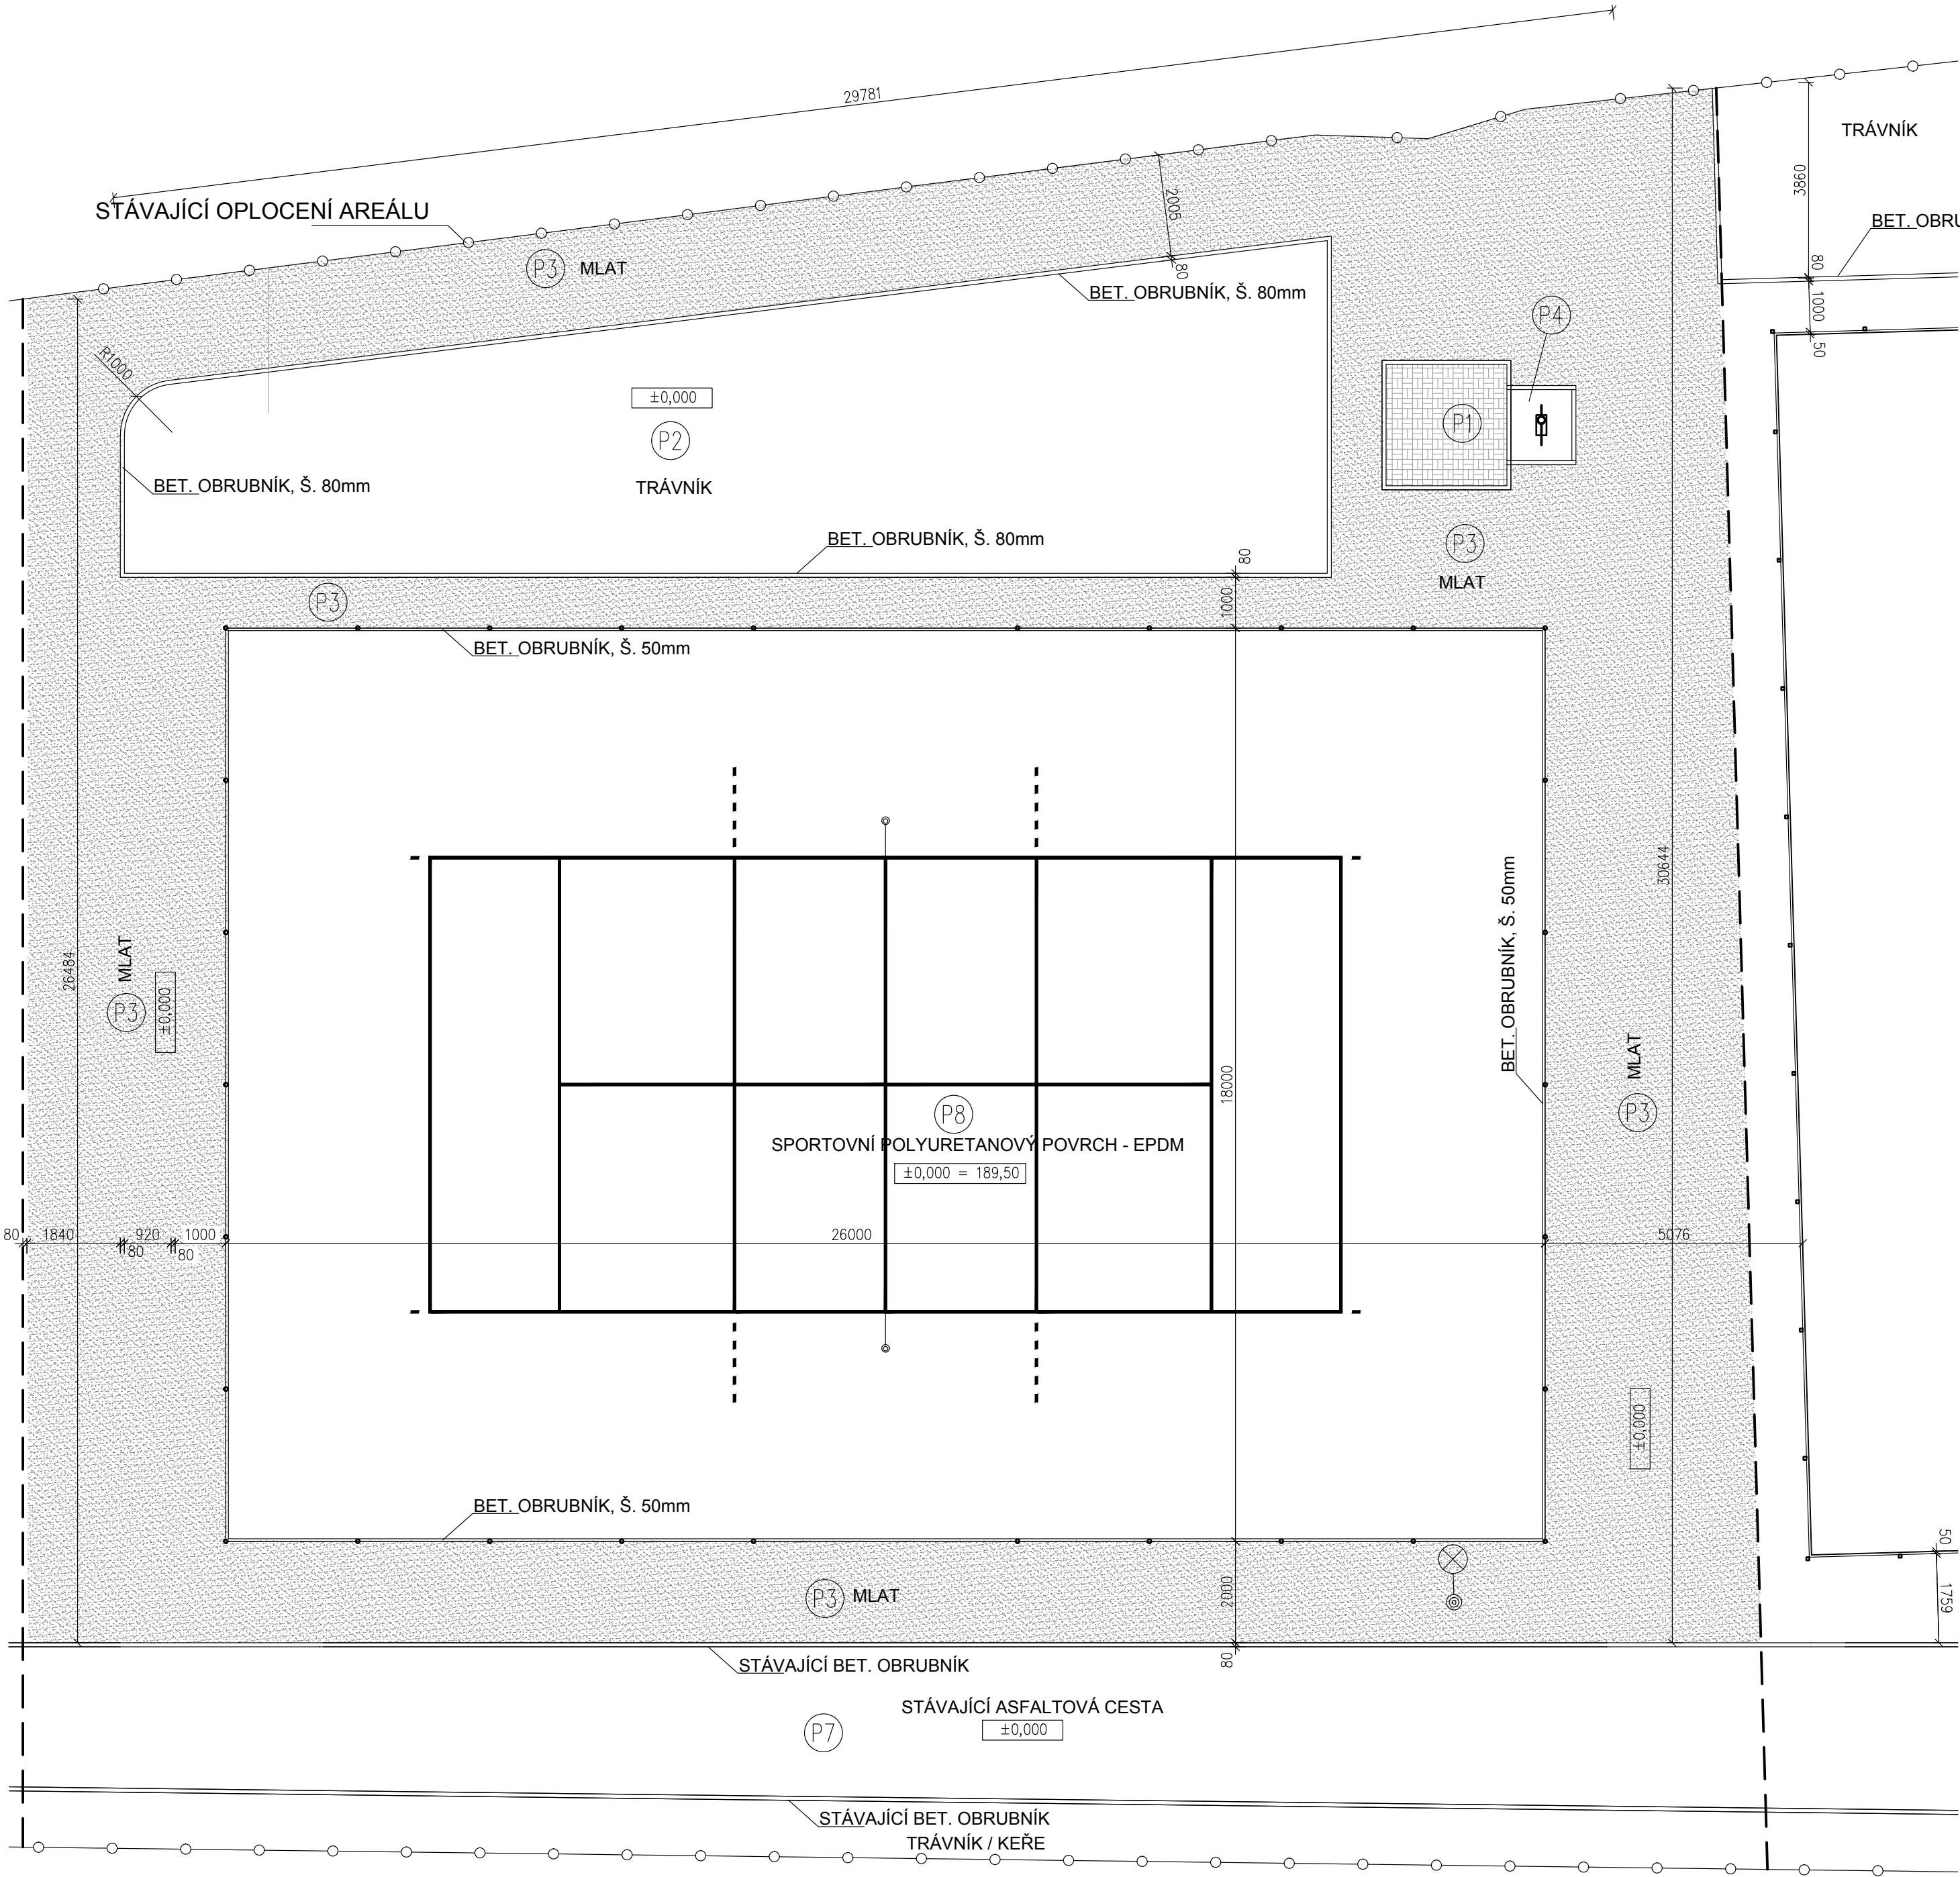 29781
TRÁVNÍK
3860
STÁVAJÍCÍ OPLOCENÍ AREÁLU
2005
BET. OBRU
P3 MLAT
80
80
BET. OBRUBNÍK, Š. 80mm
1000
P4
50
R1000
±0,000
P1
P2
BET. OBRUBNÍK, Š. 80mm
TRÁVNÍK
BET. OBRUBNÍK, Š. 80mm
80
P3
MLAT
P3
1000
BET. OBRUBNÍK, Š. 50mm
30644
BET. OBRUBNÍK, Š. 50mm
26484
MLAT
P3
±0,000
18000
MLAT
P3
P8
SPORTOVNÍ POLYURETANOVÝ POVRCH - EPDM
±0,000 = 189,50
80
1840
920
1000
80
80
26000
5076
±0,000
BET. OBRUBNÍK, Š. 50mm
50
P3 MLAT
2000
1759
STÁVAJÍCÍ BET. OBRUBNÍK
80
STÁVAJÍCÍ ASFALTOVÁ CESTA
P7
±0,000
STÁVAJÍCÍ BET. OBRUBNÍK
TRÁVNÍK / KEŘE